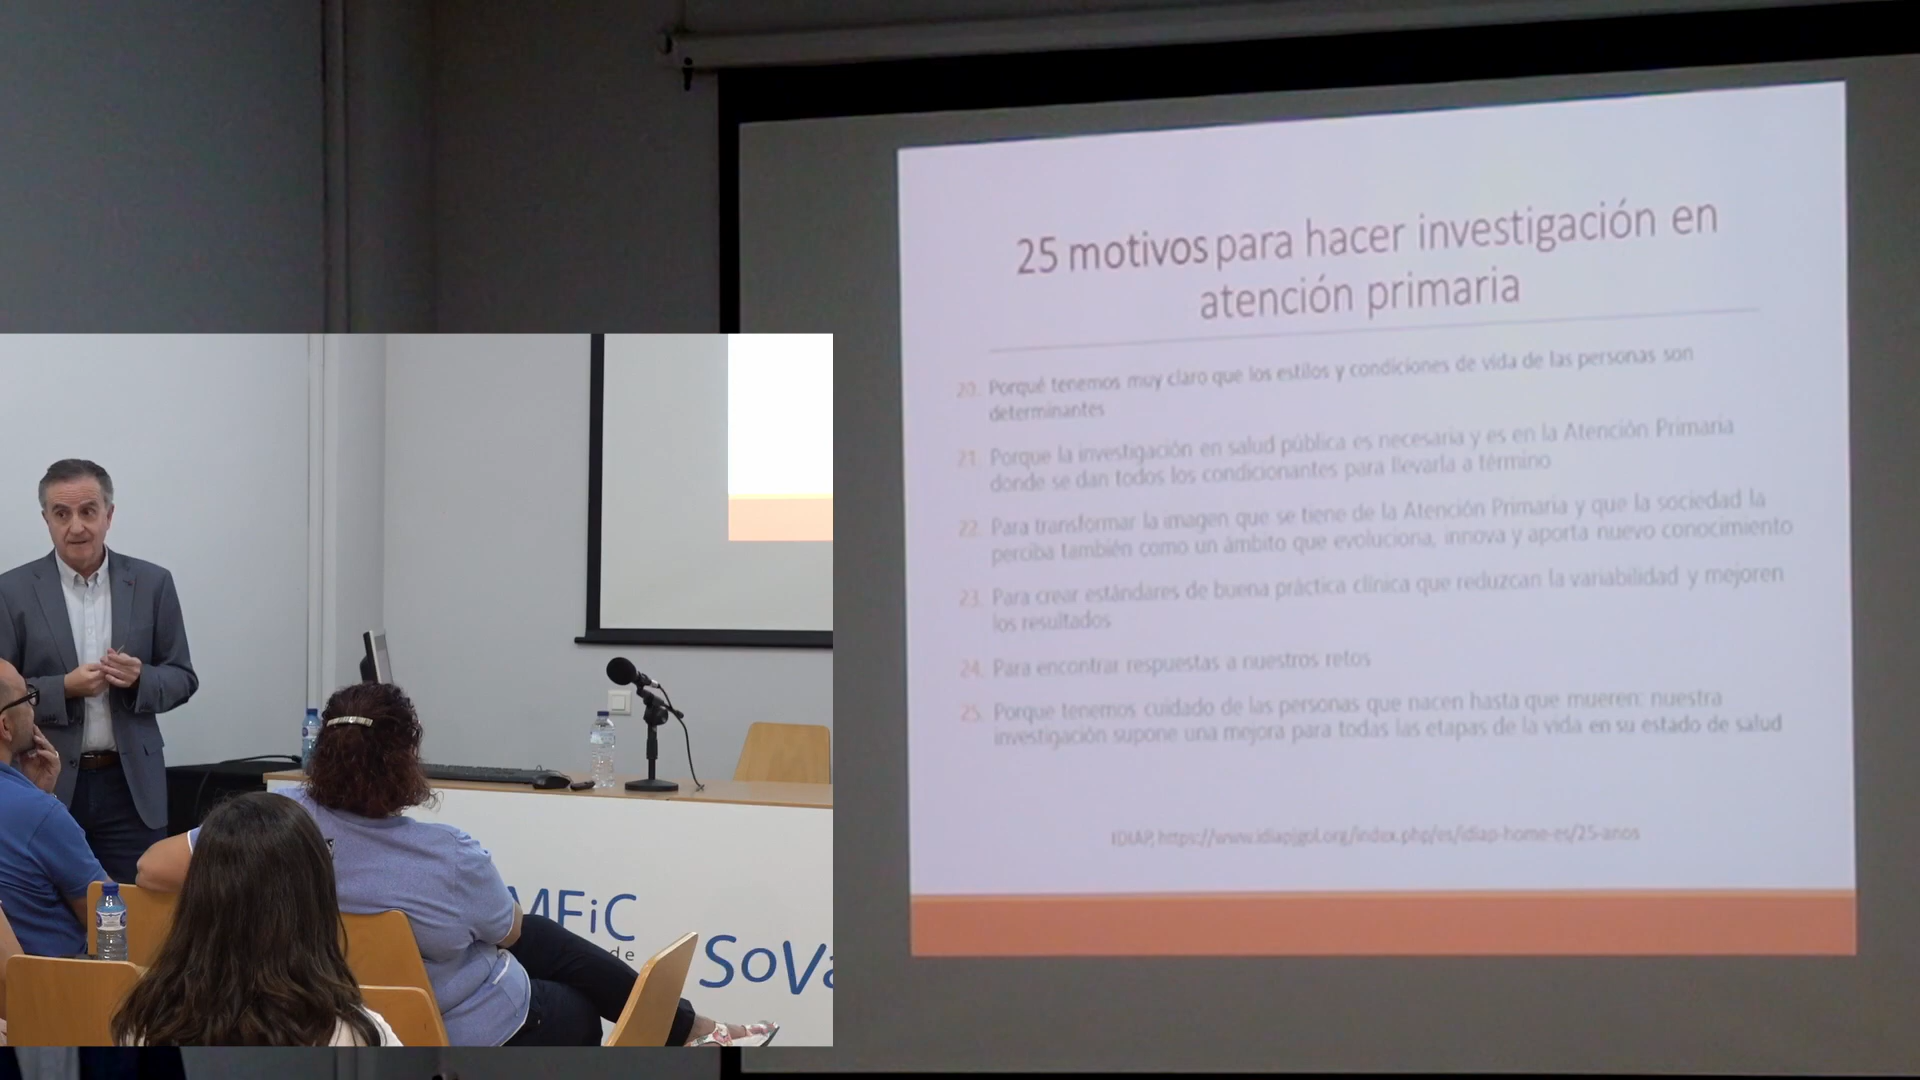 25 motivos para hacer investigación en
atención primaria
20. Porqué tenemos muy claro que los estilos y condiciones de vida de las personas son
determinantes
21. Porque la investigación en salud pública es necesaria y es en la Atención Primaria
donde se dan todos los condicionantes para llevarla a término
22. Para transformar la imagen que se tiene de la Atención Primaria y que la sociedad la
perciba también como un ámbito que evoluciona, innova y aporta nuevo conocimiento
23. Para crear estándares de buena práctica clínica que reduzcan la variabilidad y mejoren
los resultados
24. Para encontrar respuestas a nuestros retos
25. Porque tenemos cuidado de las personas que nacen hasta que mueren: nuestra
investigación supone una mejora para todas las etapas de la vida en su estado de salud
IDIAP, https://www.idiapjgol.org/index.php/es/idiap-home-es/25-anos
MFiC
de
SoVa